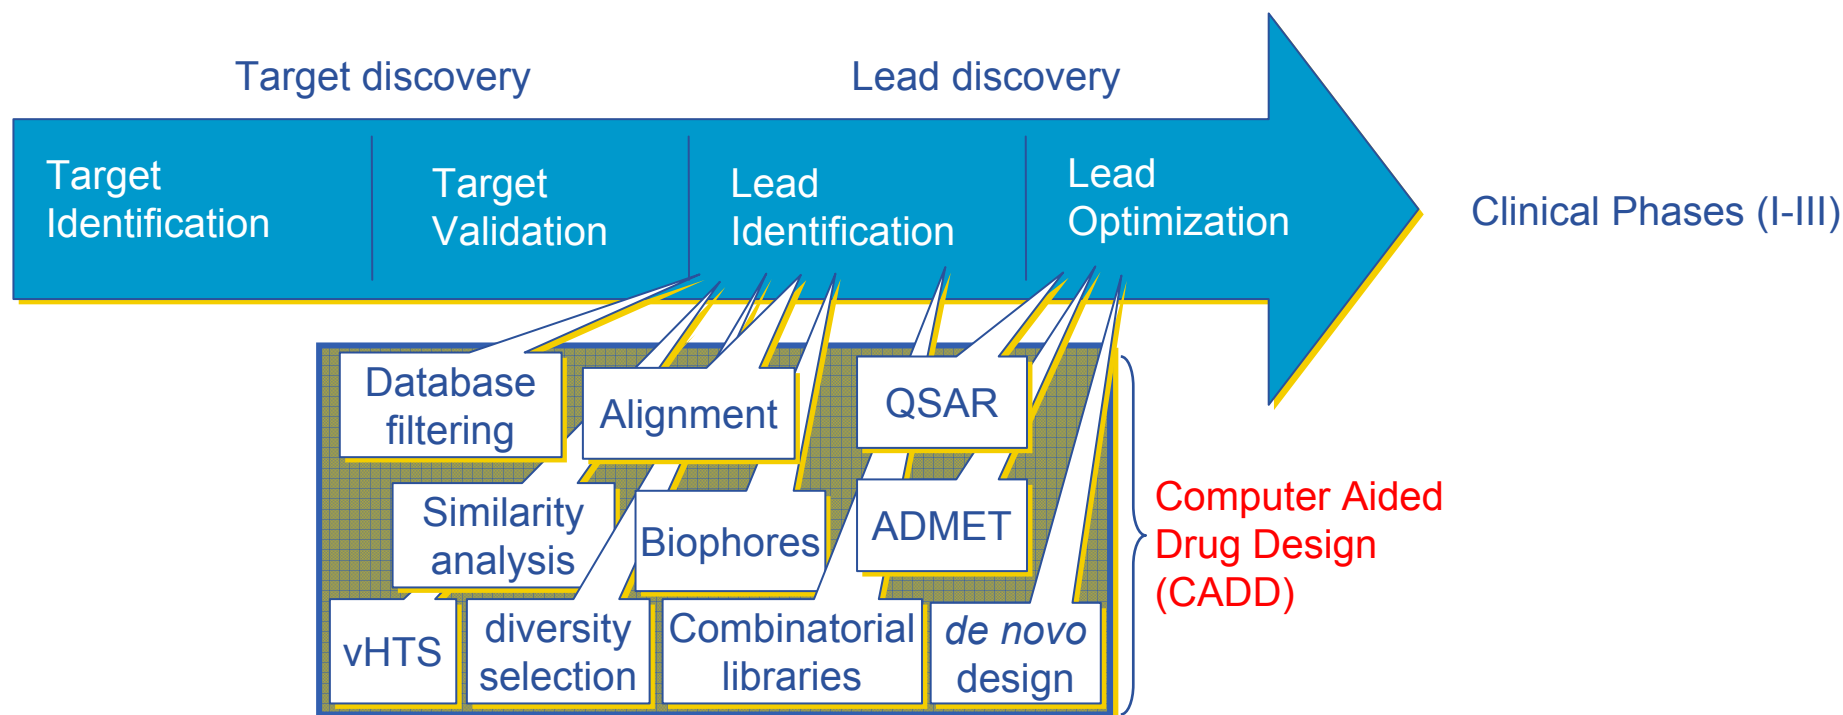 Target discovery
Lead discovery
Target
Identification
Target
Validation
Lead
Identification
Lead
Optimization
Clinical Phases (I-III)
Database
filtering
Alignment
QSAR
Similarity
analysis
Biophores
ADMET
vHTS
diversity
selection
Combinatorial
libraries
de novo
design
Computer Aided
Drug Design
(CADD)